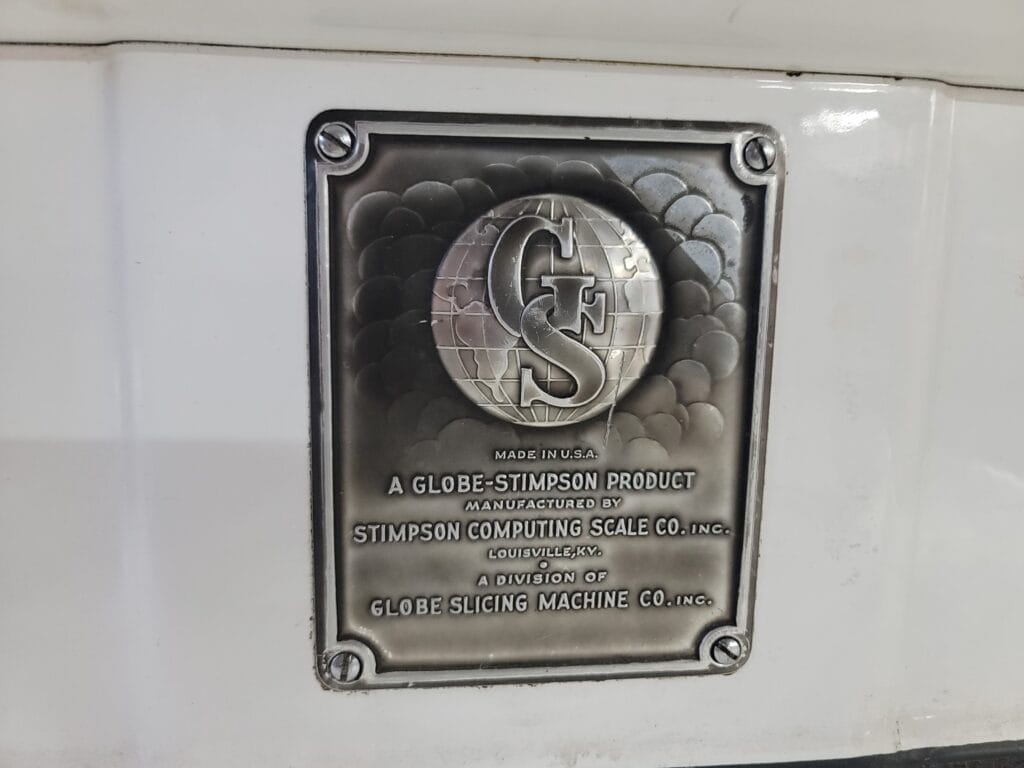 GS
MADE IN U.S.A.
A GLOBE-STIMPSON PRODUCT
MANUFACTURED BY
STIMPSON COMPUTING SCALE CO. INC.
LOUISVILLE, KY.
A DIVISION OF
GLOBE SLICING MACHINE CO. INC.